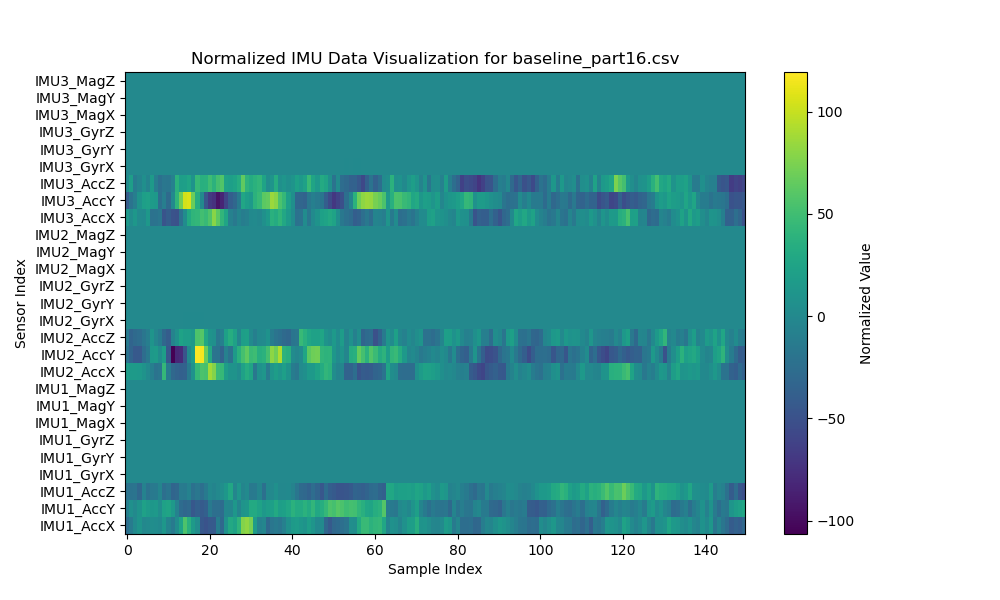 Normalized IMU Data Visualization for baseline_part16.csv
IMU3_MagZ
IMU3_MagY
IMU3_MagX
IMU3_GyrZ
IMU3_GyrY
IMU3_GyrX
IMU3_AccZ
IMU3_AccY
IMU3_AccX
IMU2_MagZ
IMU2_MagY
IMU2_MagX
IMU2_GyrZ
IMU2_GyrY
IMU2_GyrX
IMU2_AccZ
IMU2_AccY
IMU2_AccX
IMU1_MagZ
IMU1_MagY
IMU1_MagX
IMU1_GyrZ
IMU1_GyrY
IMU1_GyrX
IMU1_AccZ
IMU1_AccY
IMU1_AccX
Sensor Index
0 20 40 60 80 100 120 140
Sample Index
100
50
0
−50
−100
Normalized Value